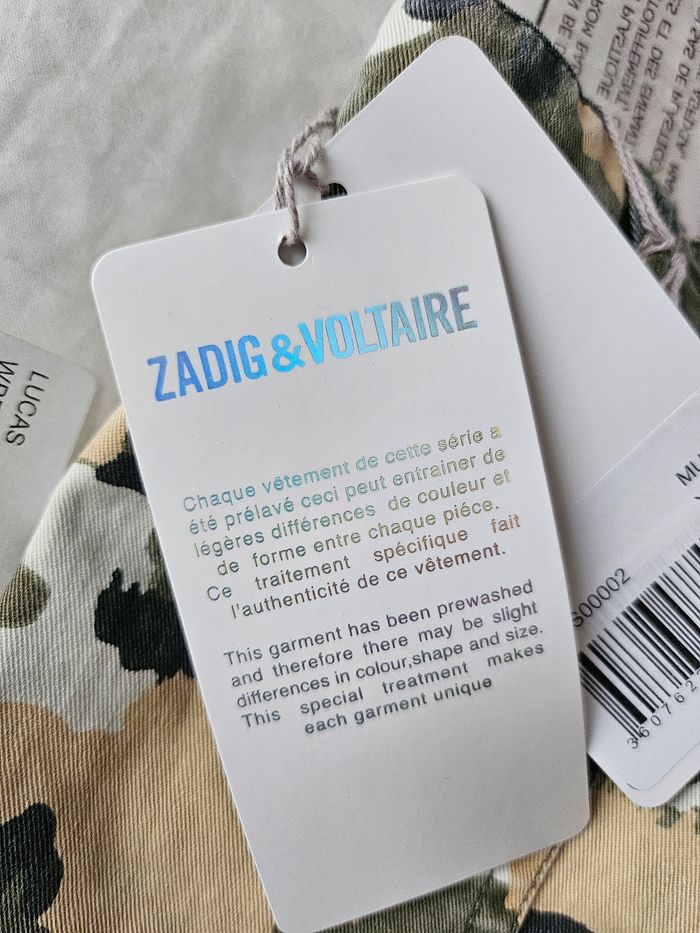 ZADIG&VOLTAIRE
Chaque vêtement de cette série a
été prélavé ceci peut entrainer de
légères différences de couleur et
de forme entre chaque piéce.
Ce traitement spécifique fait
l'authenticité de ce vêtement.
This garment has been prewashed
and therefore there may be slight
differences in colour,shape and size.
This special treatment makes
each garment unique
LUCAS
S00002
360762